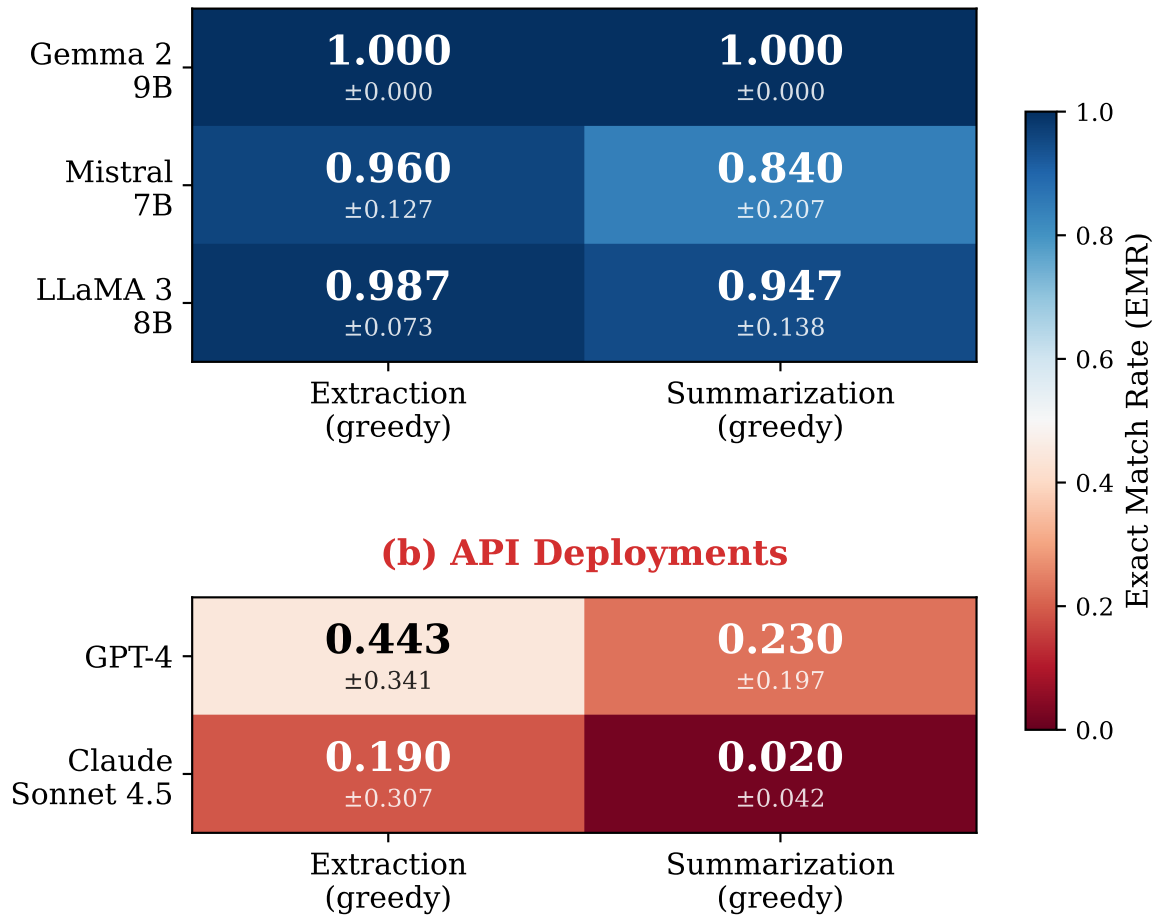 Gemma 2
9B
1.000
±0.000
1.000
±0.000
Mistral
7B
0.960
±0.127
0.840
±0.207
LLaMA 3
8B
0.987
±0.073
0.947
±0.138
Extraction
(greedy)
Summarization
(greedy)
(b) API Deployments
GPT-4
0.443
±0.341
0.230
±0.197
Claude
Sonnet 4.5
0.190
±0.307
0.020
±0.042
Extraction
(greedy)
Summarization
(greedy)
1.0
0.8
0.6
0.4
0.2
0.0
Exact Match Rate (EMR)